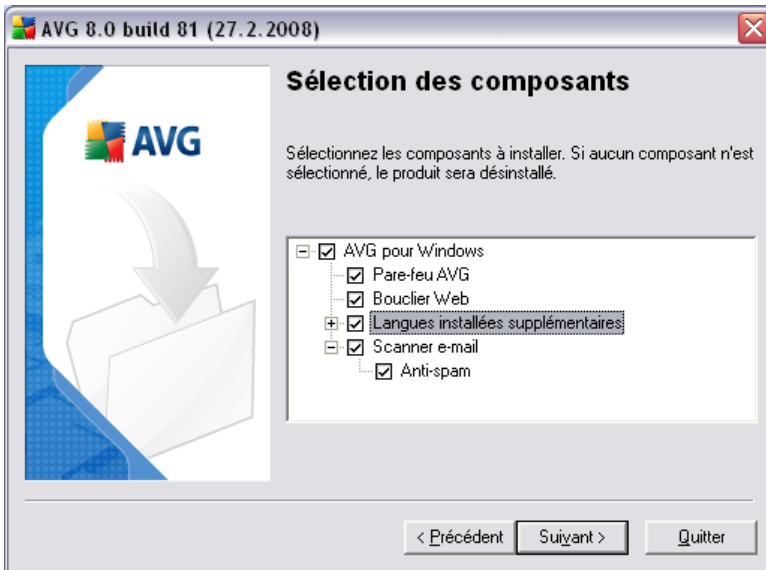 AVG 8.0 build 81 (27.2.2008)
AVG
Sélection des composants
Sélectionnez les composants à installer. Si aucun composant n'est
sélectionné, le produit sera désinstallé.
AVG pour Windows
Pare-feu AVG
Bouclier Web
Langues installées supplémentaires
Scanner e-mail
Anti-spam
< Précédent
Suivant >
Quitter